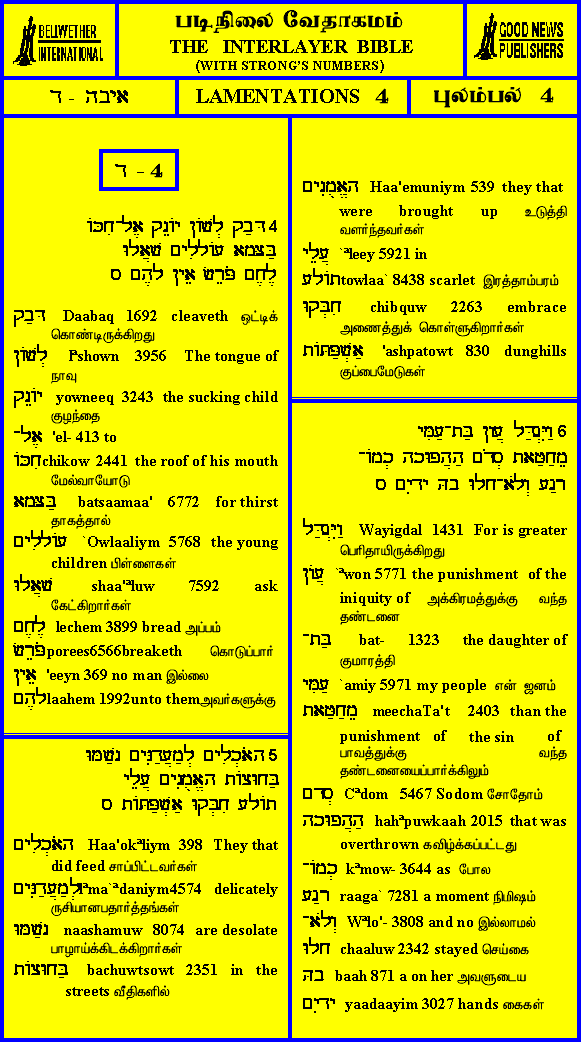 BELLWETHER
INTERNATIONAL
படிநிலை வேதாகமம்
THE INTERLAYER BIBLE
(WITH STRONG'S NUMBERS)
GOOD NEWS
PUBLISHERS
איכה - ד
LAMENTATIONS 4
புலம்பல் 4
ד - 4
4 דָּבַק לְשׁוֹן יוֹנֵק אֶל־חִכּוֹ
בַּצָּמָא עוֹלָלִים שָׁאֲלוּ
לֶחֶם פֹּרֵשׂ אֵין לָהֶם ס
דָּבַק Daabaq 1692 cleaveth ஒட்டிக்
கொண்டிருக்கிறது
לְשׁוֹן Pshown 3956 The tongue of
நாவு
יוֹנֵק yowneeq 3243 the sucking child
குழந்தை
אֶל־ 'el- 413 to
חִכּוֹ chikow 2441 the roof of his mouth
மேல்வாயோடு
בַּצָּמָא batsaamaa' 6772 for thirst
தாகத்தால்
עוֹלָלִים `Owlaaliym 5768 the young
children பிள்ளைகள்
שָׁאֲלוּ shaa'ªluw 7592 ask
கேட்கிறார்கள்
לֶחֶם lechem 3899 bread அப்பம்
פֹּרֵשׂ porees6566breaketh கொடுப்பார்
אֵין 'eeyn 369 no man இல்லை
לָהֶם laahem 1992unto themஅவர்களுக்கு
5 הָאֹכְלִים לְמַעֲדַנִּים נָשַׁמּוּ
בַּחוּצוֹת הָאֱמֻנִים עֲלֵי
תוֹלָע חִבְּקוּ אַשְׁפַּתּוֹת ס
הָאֹכְלִים Haa'okªliym 398 They that
did feed சாப்பிட்டவர்கள்
לְמַעֲדַנִּים lªma`ªdaniym4574 delicately
ருசியானபதார்த்தங்கள்
נָשַׁמּוּ naashamuw 8074 are desolate
பாழாய்க்கிடக்கிறார்கள்
בַּחוּצוֹת bachuwtsowt 2351 in the
streets வீதிகளில்
הָאֱמֻנִים Haa'emuniym 539 they that
were brought up உடுத்தி
வளர்ந்தவர்கள்
עֲלֵי `ªleey 5921 in
תוֹלָע towlaa` 8438 scarlet இரத்தாம்பரம்
חִבְּקוּ chibquw 2263 embrace
அணைத்துக் கொள்ளுகிறார்கள்
אַשְׁפַּתּוֹת 'ashpatowt 830 dunghills
குப்பைமேடுகள்
6 וַיִּגְדַּל עֲוֺן בַּת־עַמִּי
מֵחַטַּאת סְדֹם הַהֲפוּכָה כְמוֹ־
רָגַע וְלֹא־חָלוּ בָהּ יָדָיִם ס
וַיִּגְדַּל Wayigdal 1431 For is greater
பெரிதாயிருக்கிறது
עֲוֺן `ªwon 5771 the punishment of the
iniquity of அக்கிரமத்துக்கு வந்த
தண்டனை
בַּת־ bat- 1323 the daughter of
குமாரத்தி
עַמִּי `amiy 5971 my people என் ஜனம்
מֵחַטַּאת meechaTa't 2403 than the
punishment of the sin of
பாவத்துக்கு வந்த
தண்டனையைப்பார்க்கிலும்
סְדֹם Cªdom 5467 Sodom சோதோம்
הַהֲפוּכָה hahªpuwkaah 2015 that was
overthrown கவிழ்க்கப்பட்டது
כְמוֹ־ kªmow- 3644 as போல
רָגַע raaga` 7281 a moment நிமிஷம்
וְלֹא־ Wªlo'- 3808 and no இல்லாமல்
חָלוּ chaaluw 2342 stayed செய்கை
בָהּ baah 871 a on her அவளுடைய
יָדָיִם yaadaayim 3027 hands கைகள்